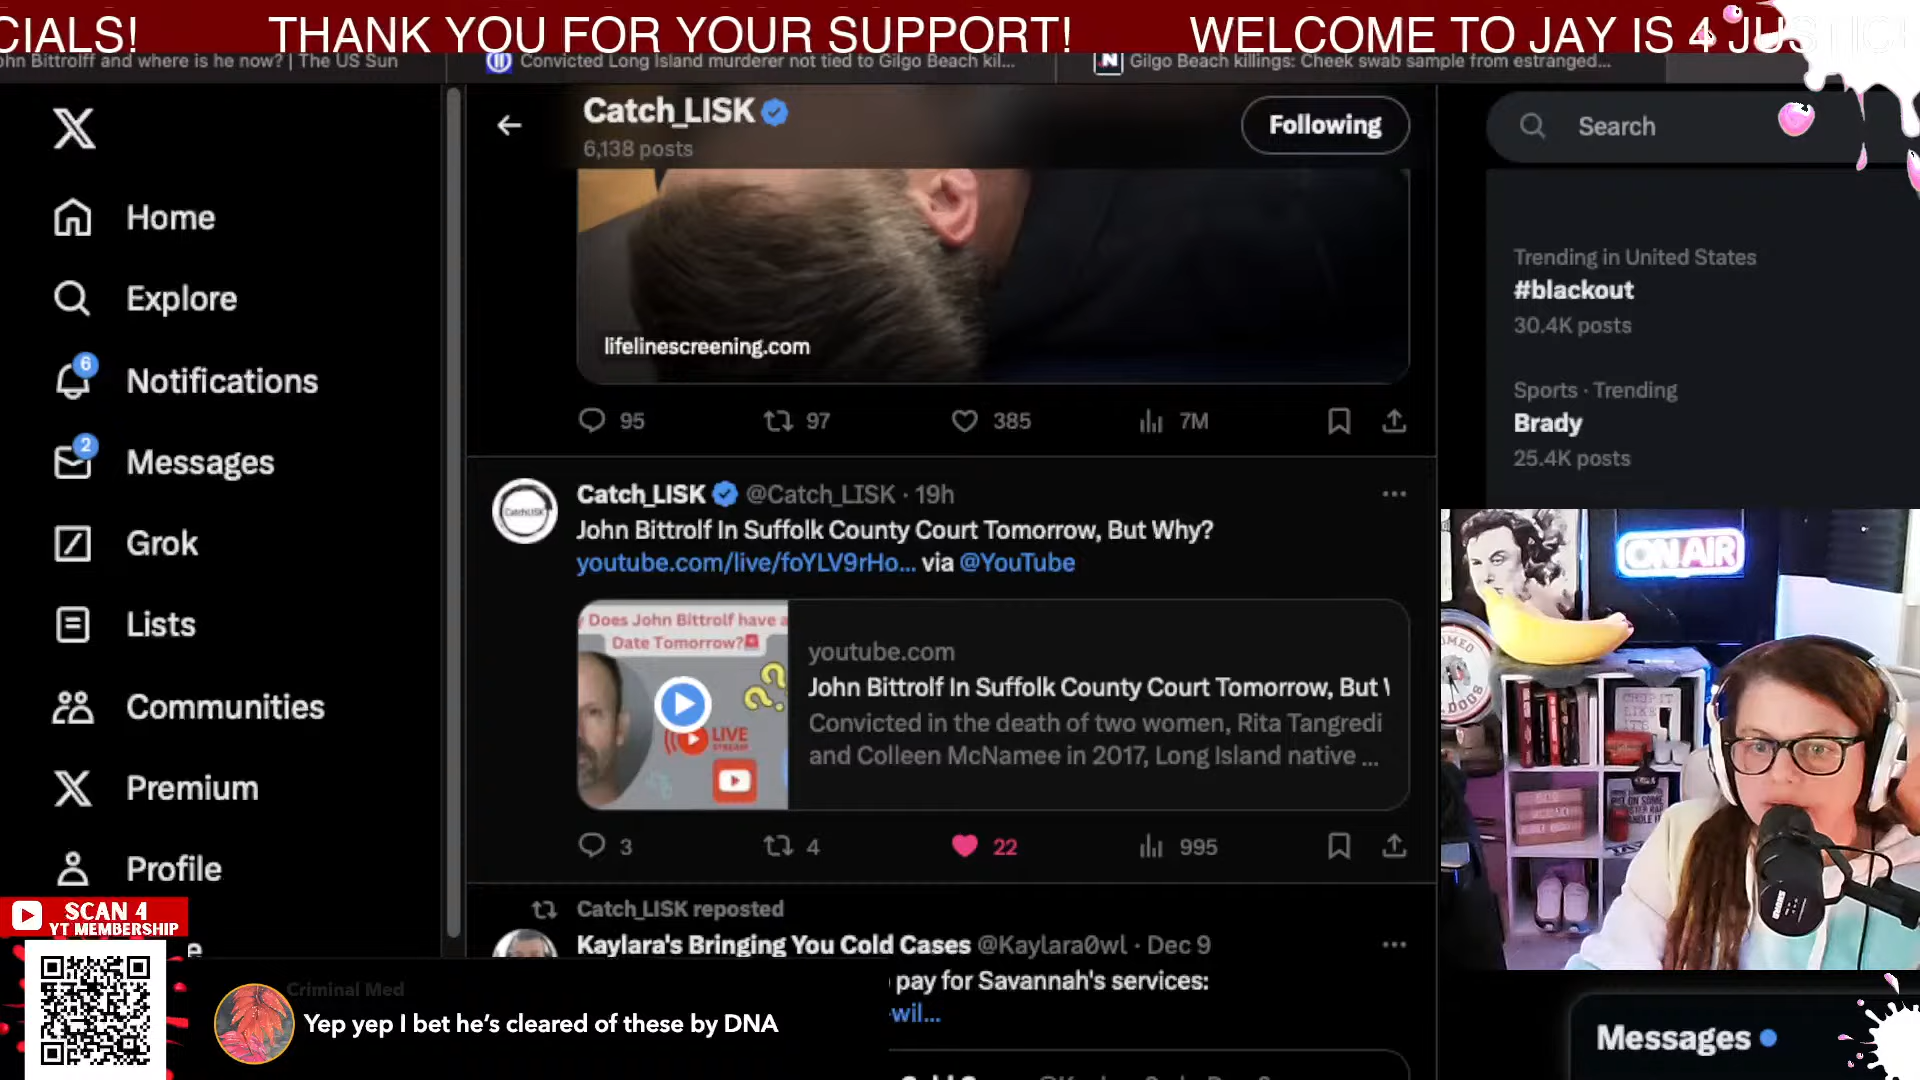 CIALS! THANK YOU FOR YOUR SUPPORT! WELCOME TO JAY IS 4 JUSTIC
ohn Bittrolff and where is he now? | The US Sun
Convicted Long Island murderer not tied to Gilgo Beach kil...
Gilgo Beach killings: Cheek swab sample from estranged...
Catch_LISK
6,138 posts
Following
Search
Home
Explore
6
Notifications
2
Messages
Grok
Lists
Communities
Premium
Profile
lifelinescreening.com
95
97
385
7M
Catch_LISK @Catch_LISK · 19h
John Bittrolf In Suffolk County Court Tomorrow, But Why?
youtube.com/live/foYLV9rHo... via @YouTube
Does John Bittrolf have a
Date Tomorrow?
LIVE
STREAM
youtube.com
John Bittrolf In Suffolk County Court Tomorrow, But
Convicted in the death of two women, Rita Tangredi
and Colleen McNamee in 2017, Long Island native ...
3
4
22
995
Catch_LISK reposted
Kaylara's Bringing You Cold Cases @Kaylara0wl · Dec 9
pay for Savannah's services:
wil...
Trending in United States
#blackout
30.4K posts
Sports · Trending
Brady
25.4K posts
ON AIR
SCAN 4
YT MEMBERSHIP
Criminal Med
Yep yep I bet he's cleared of these by DNA
Messages